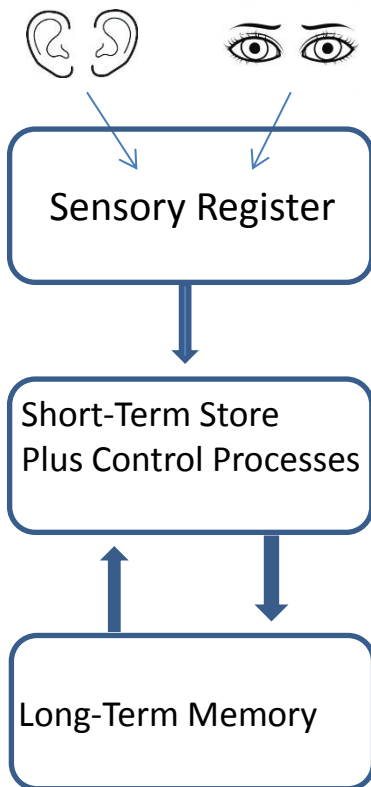 Sensory Register
Short-Term Store
Plus Control Processes
Long-Term Memory